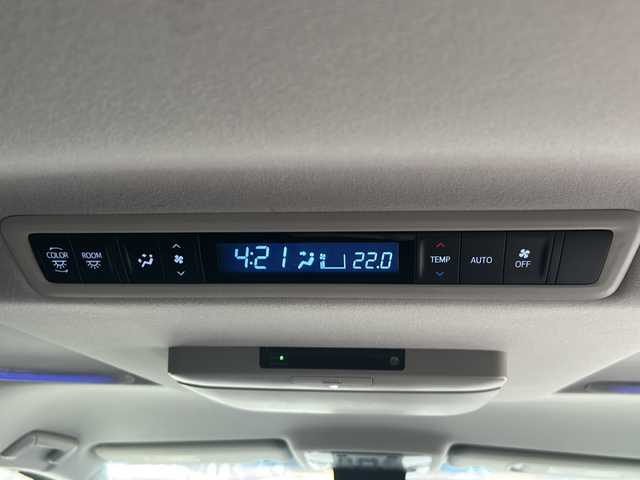 COLOR
ROOM
4:21
22.0
TEMP
AUTO
OFF